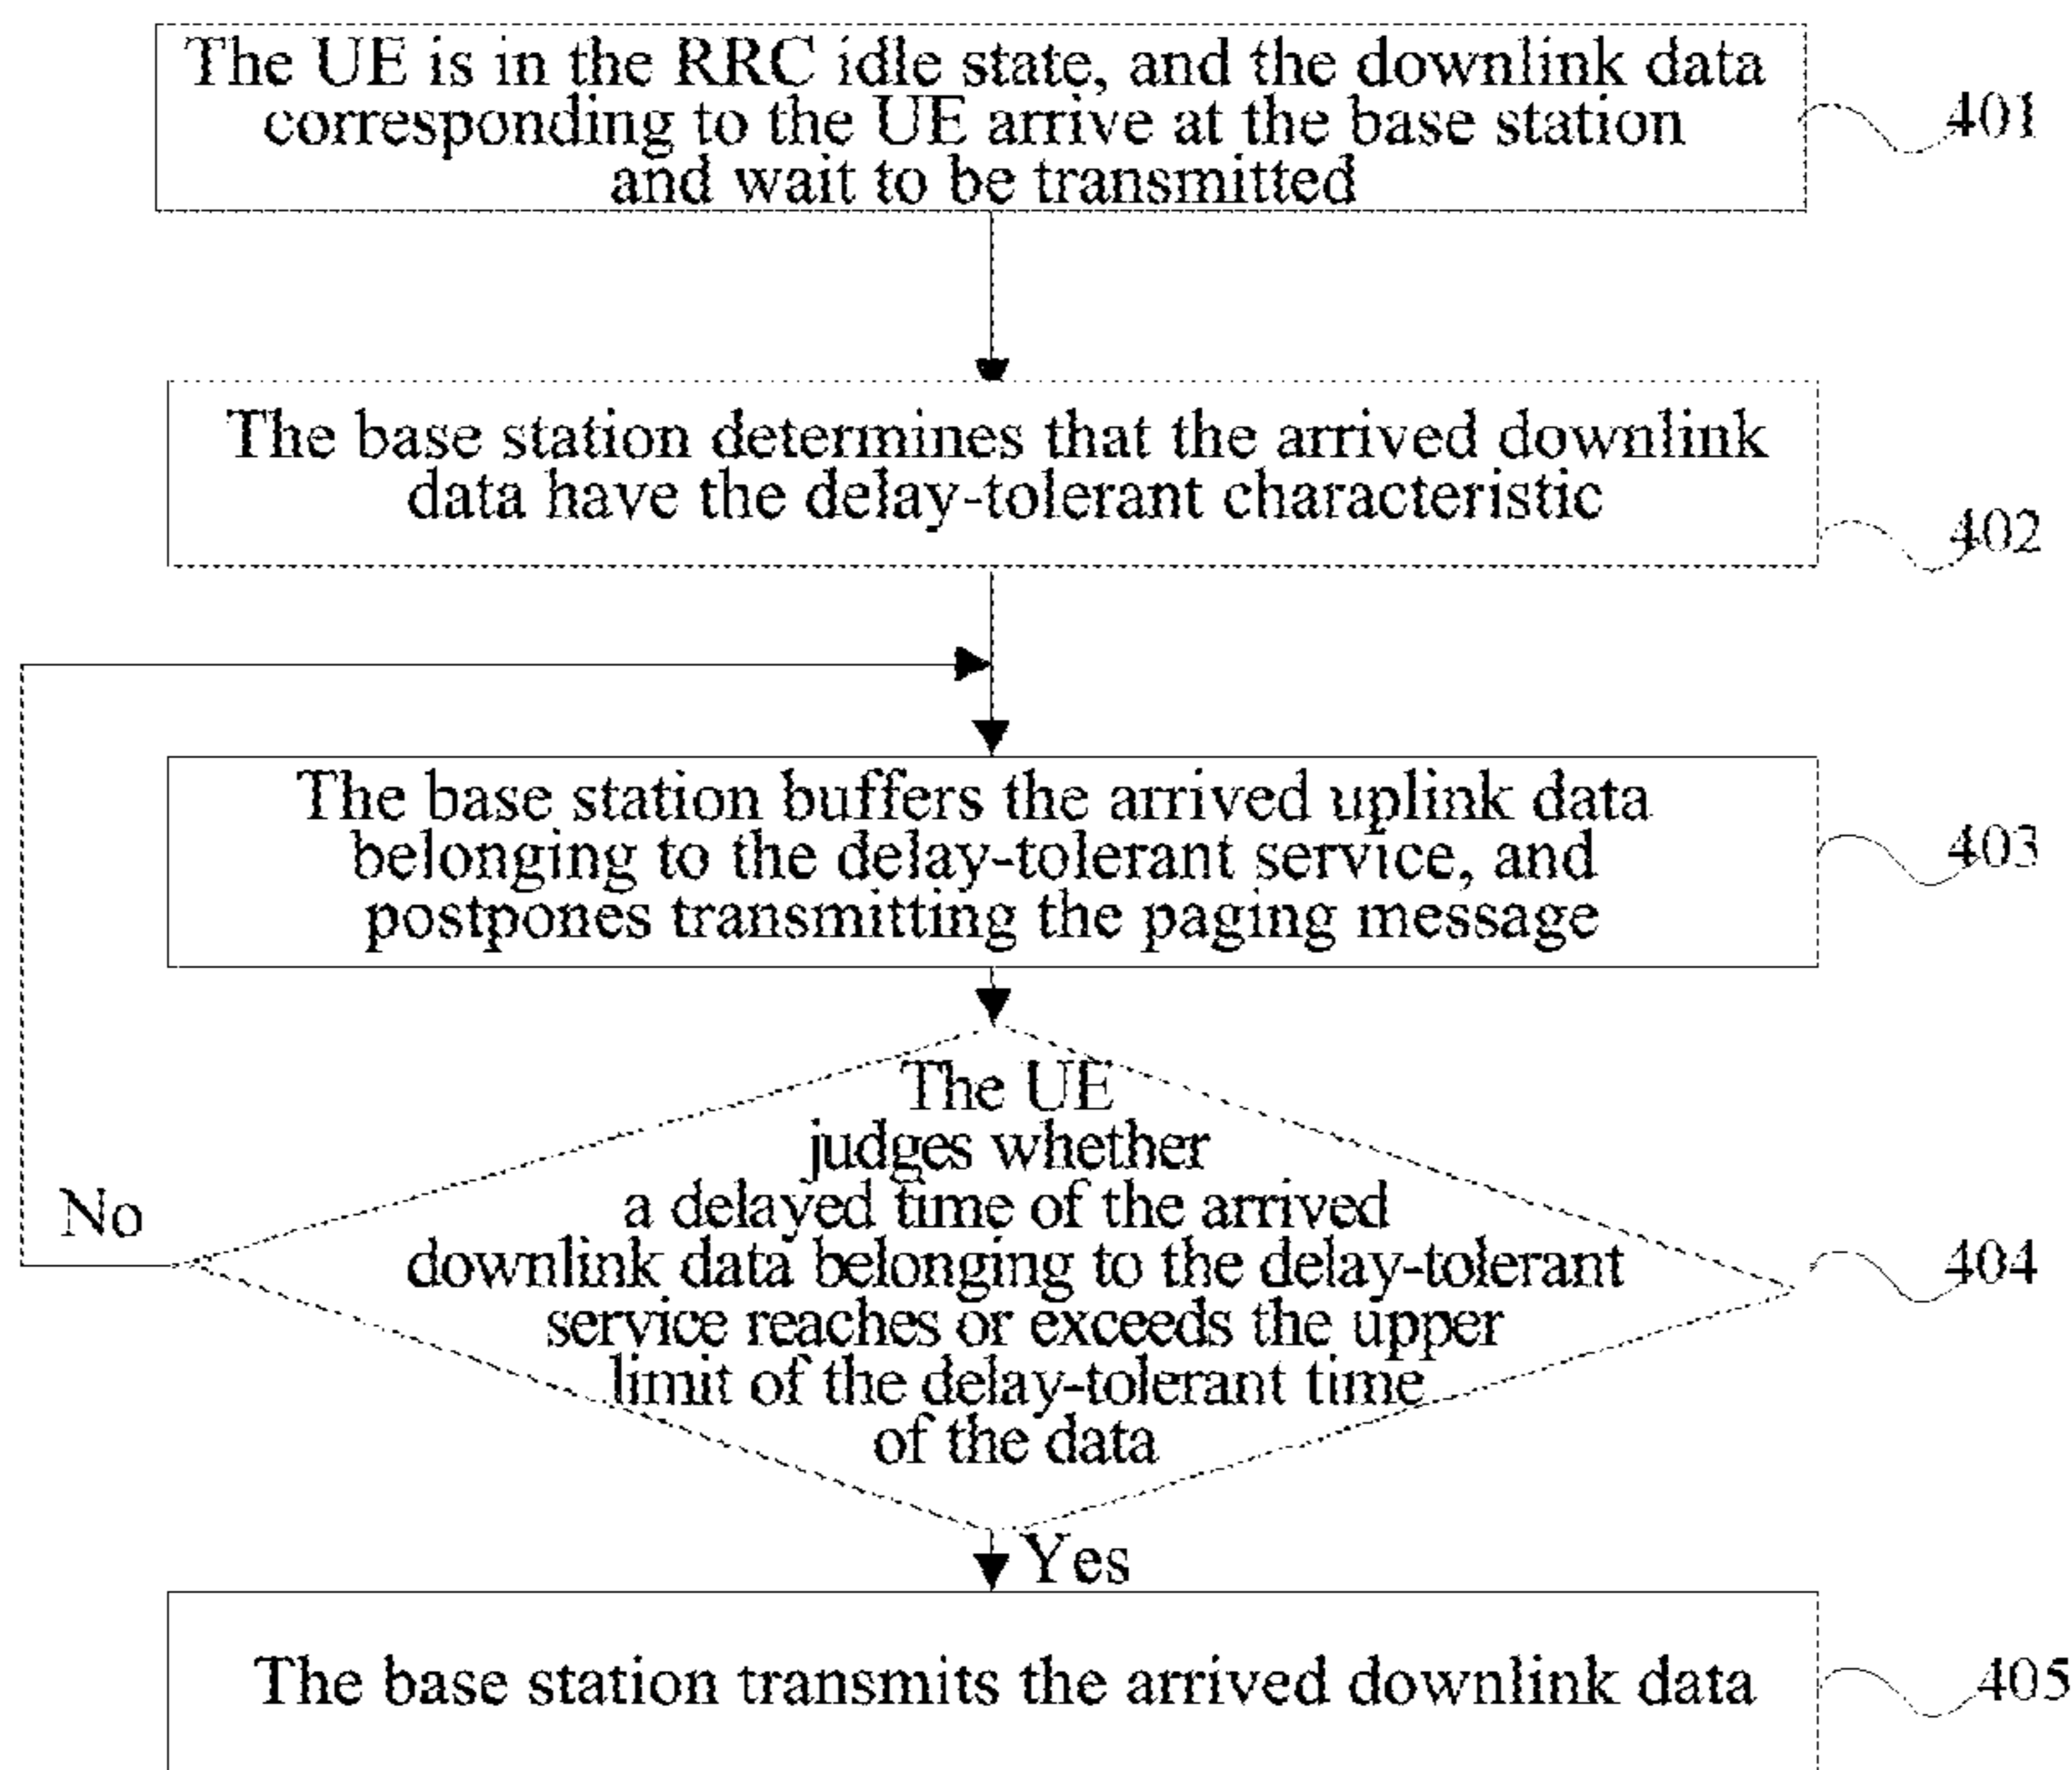 The UE is in the RRC idle state, and the downlink data
corresponding to the UE arrive at the base station
and wait to be transmitted
401
The base station determines that the arrived downlink
data have the delay-tolerant characteristic
402
The base station buffers the arrived uplink data
belonging to the delay-tolerant service, and
postpones transmitting the paging message
403
The UE
judges whether
a delayed time of the arrived
downlink data belonging to the delay-tolerant
service reaches or exceeds the upper
limit of the delay-tolerant time
of the data
No
404
Yes
The base station transmits the arrived downlink data
405